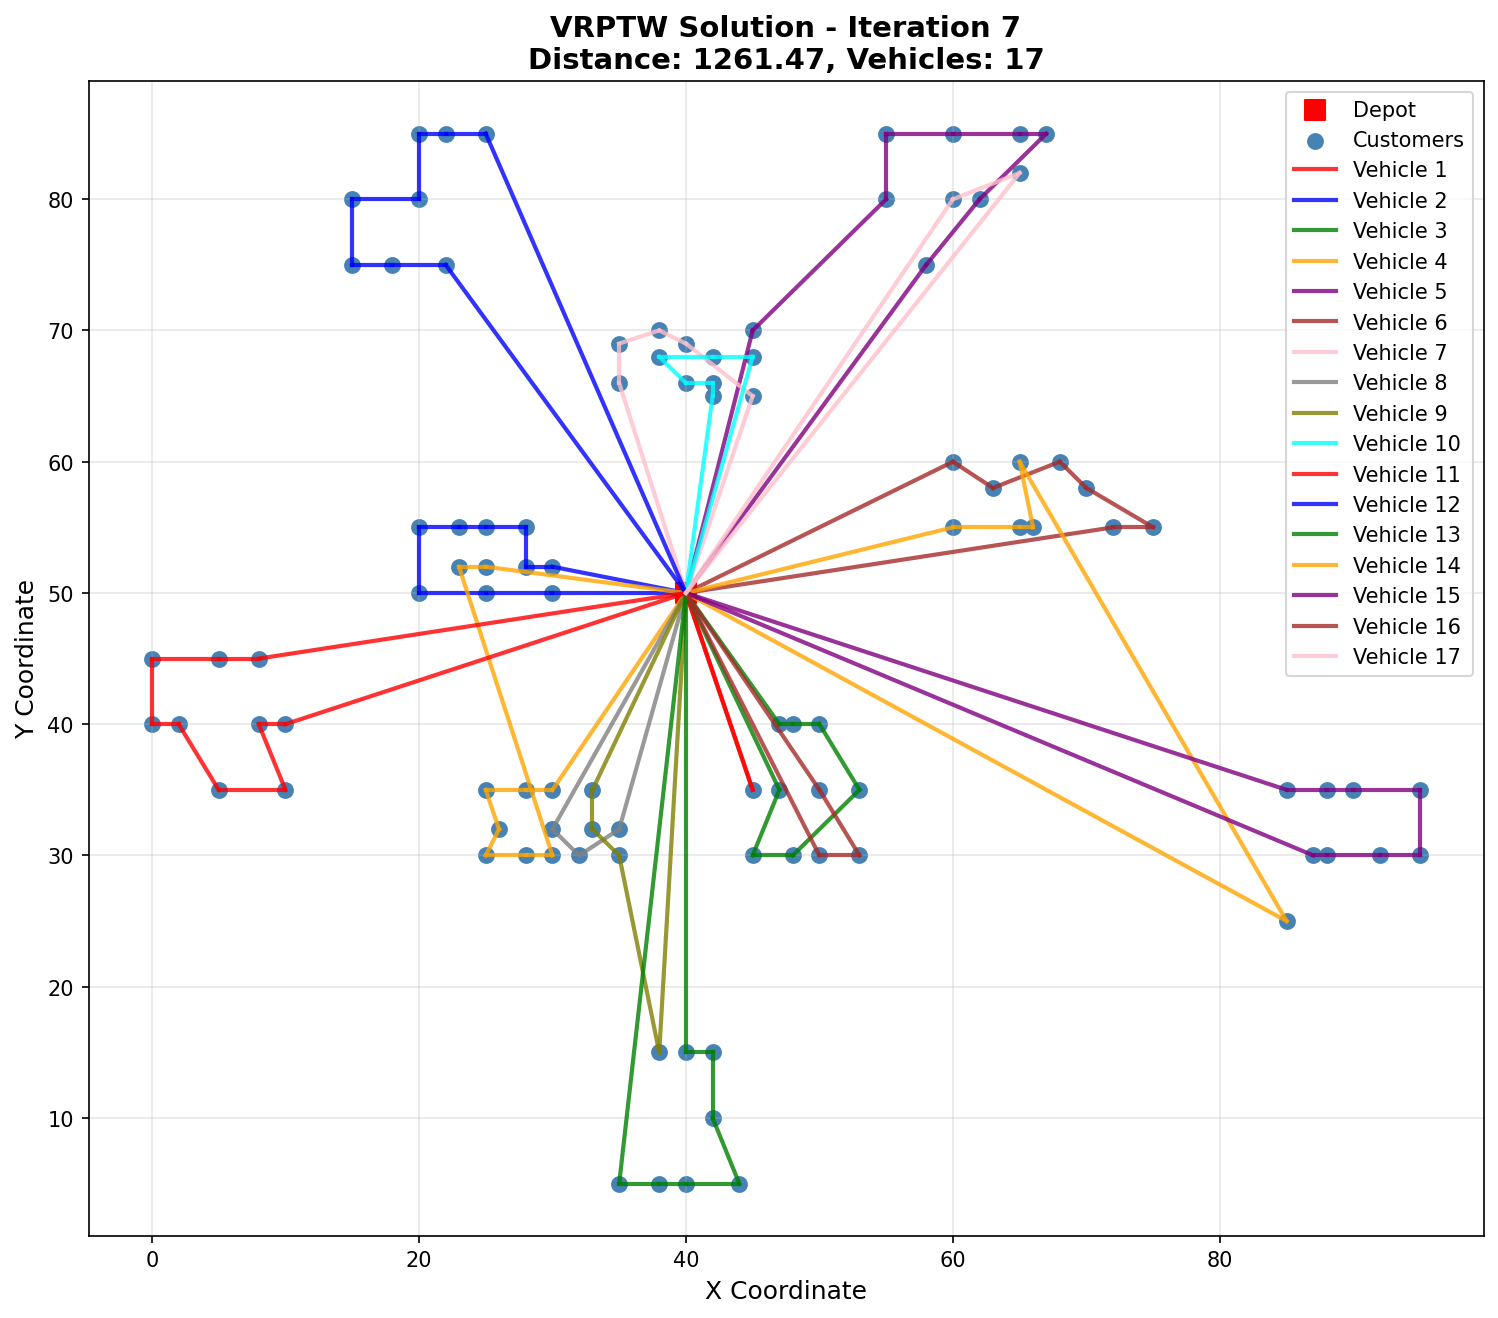 VRPTW Solution - Iteration 7
Distance: 1261.47, Vehicles: 17
Depot
Customers
Vehicle 1
Vehicle 2
Vehicle 3
Vehicle 4
Vehicle 5
Vehicle 6
Vehicle 7
Vehicle 8
Vehicle 9
Vehicle 10
Vehicle 11
Vehicle 12
Vehicle 13
Vehicle 14
Vehicle 15
Vehicle 16
Vehicle 17
Y Coordinate
80
70
60
50
40
30
20
10
0
20
40
60
80
X Coordinate